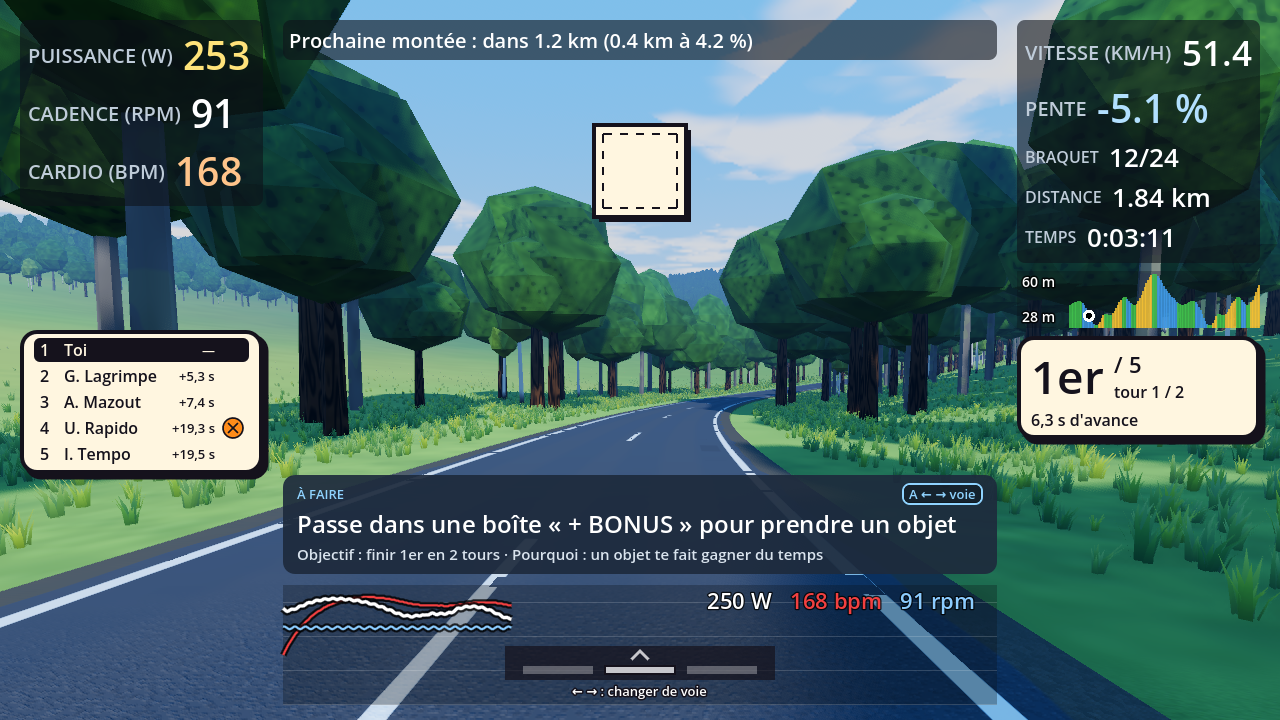 PUISSANCE (W) 253
CADENCE (RPM) 91
CARDIO (BPM) 168
Prochaine montée : dans 1.2 km (0.4 km à 4.2 %)
VITESSE (KM/H) 51.4
PENTE -5.1 %
BRAQUET 12/24
DISTANCE 1.84 km
TEMPS 0:03:11
60 m
28 m
1 Toi —
2 G. Lagrimpe +5,3 s
3 A. Mazout +7,4 s
4 U. Rapido +19,3 s
5 I. Tempo +19,5 s
1er / 5
tour 1 / 2
6,3 s d'avance
À FAIRE
A ← → voie
Passe dans une boîte « + BONUS » pour prendre un objet
Objectif : finir 1er en 2 tours · Pourquoi : un objet te fait gagner du temps
250 W 168 bpm 91 rpm
← → : changer de voie